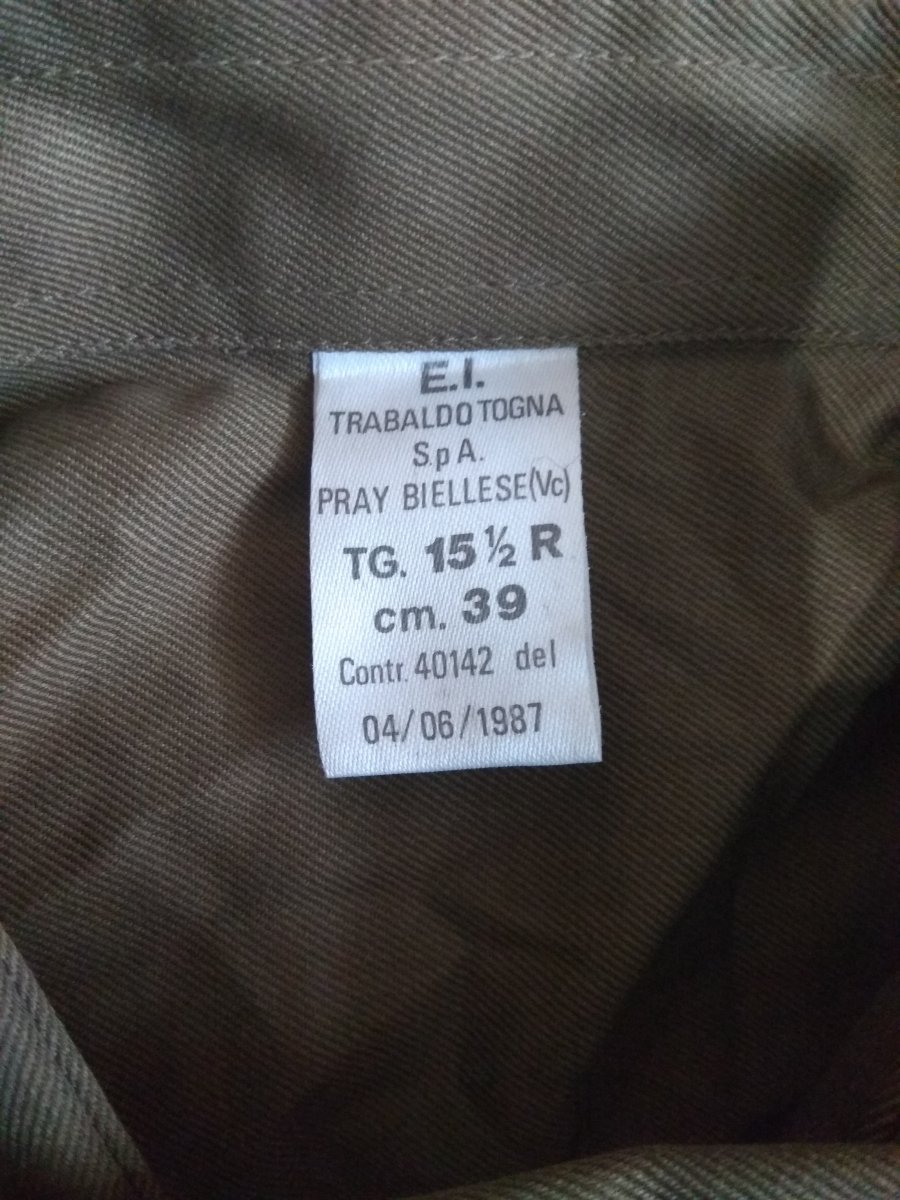 E.I.
TRABALDO TOGNA
S.p A.
PRAY BIELLESE(Vc)
TG. 15 ½ R
cm. 39
Contr. 40142 del
04/06/1987